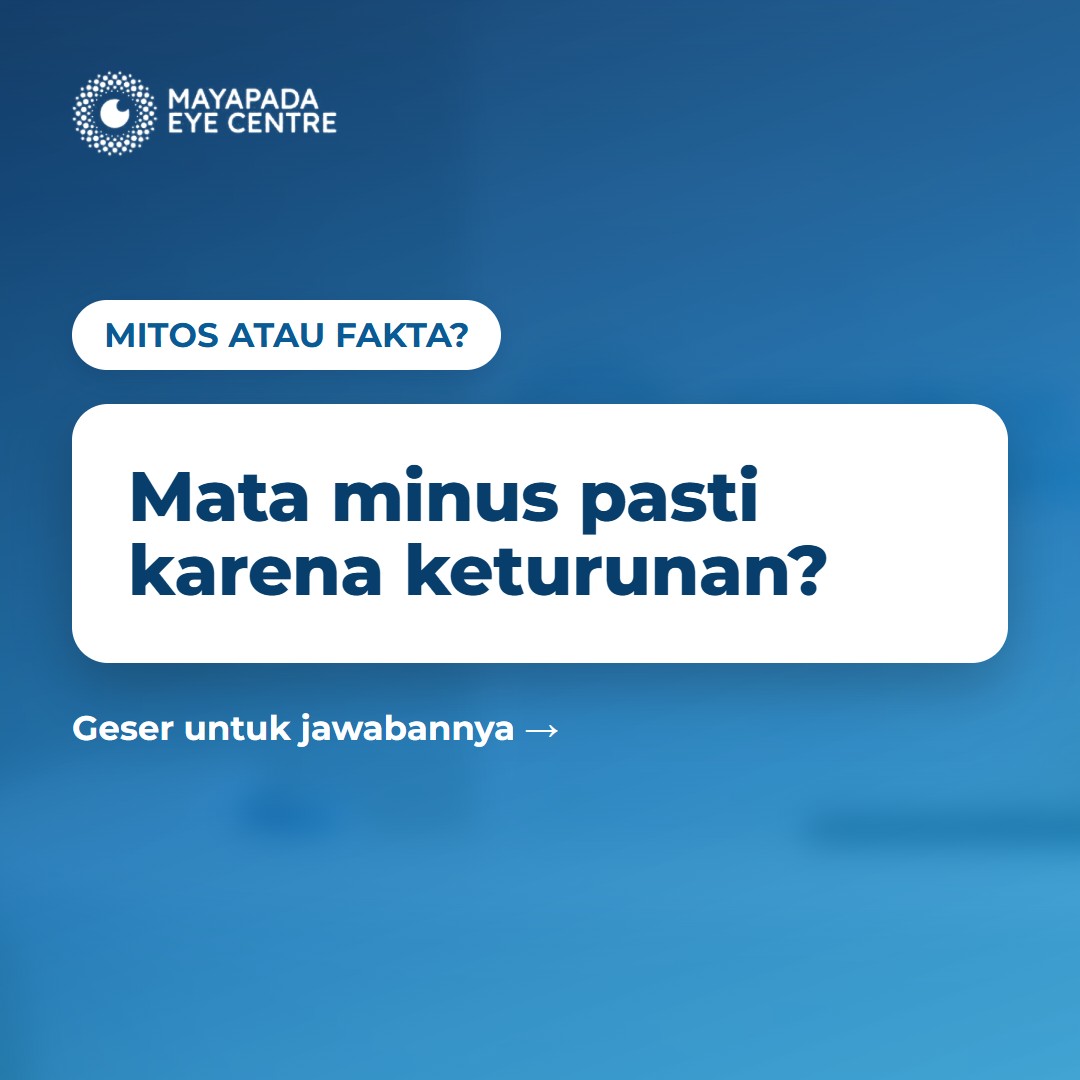 MAYAPADA
EYE CENTRE
MITOS ATAU FAKTA?
Mata minus pasti
karena keturunan?
Geser untuk jawabannya →